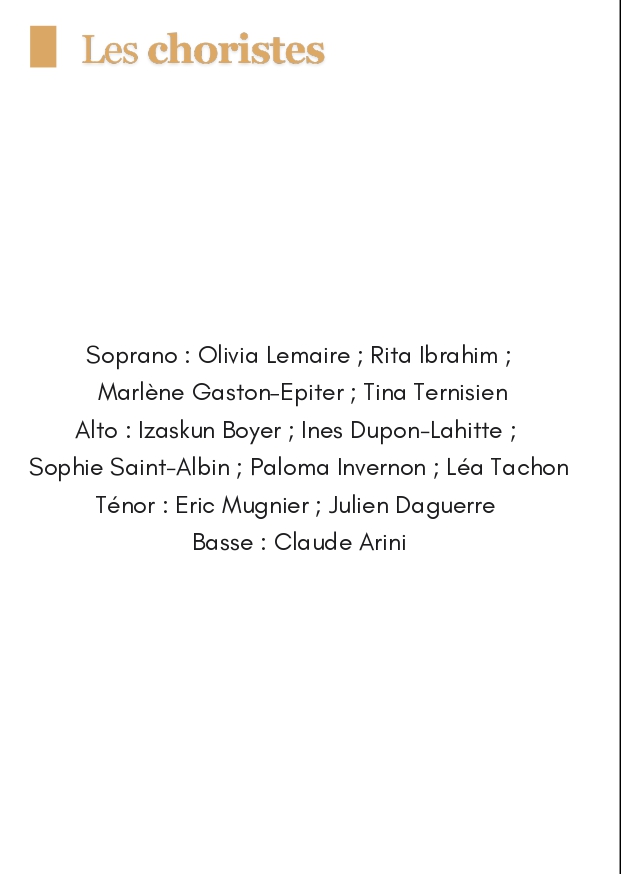 Les choristes
Soprano : Olivia Lemaire ; Rita Ibrahim ;
Marlène Gaston-Epiter ; Tina Ternisien
Alto : Izaskun Boyer ; Ines Dupon-Lahitte ;
Sophie Saint-Albin ; Paloma Invernon ; Léa Tachon
Ténor : Eric Mugnier ; Julien Daguerre
Basse : Claude Arini